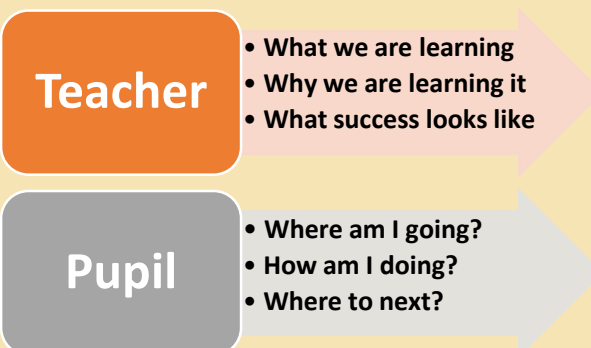 Teacher
• What we are learning
• Why we are learning it
• What success looks like
Pupil
• Where am I going?
• How am I doing?
• Where to next?